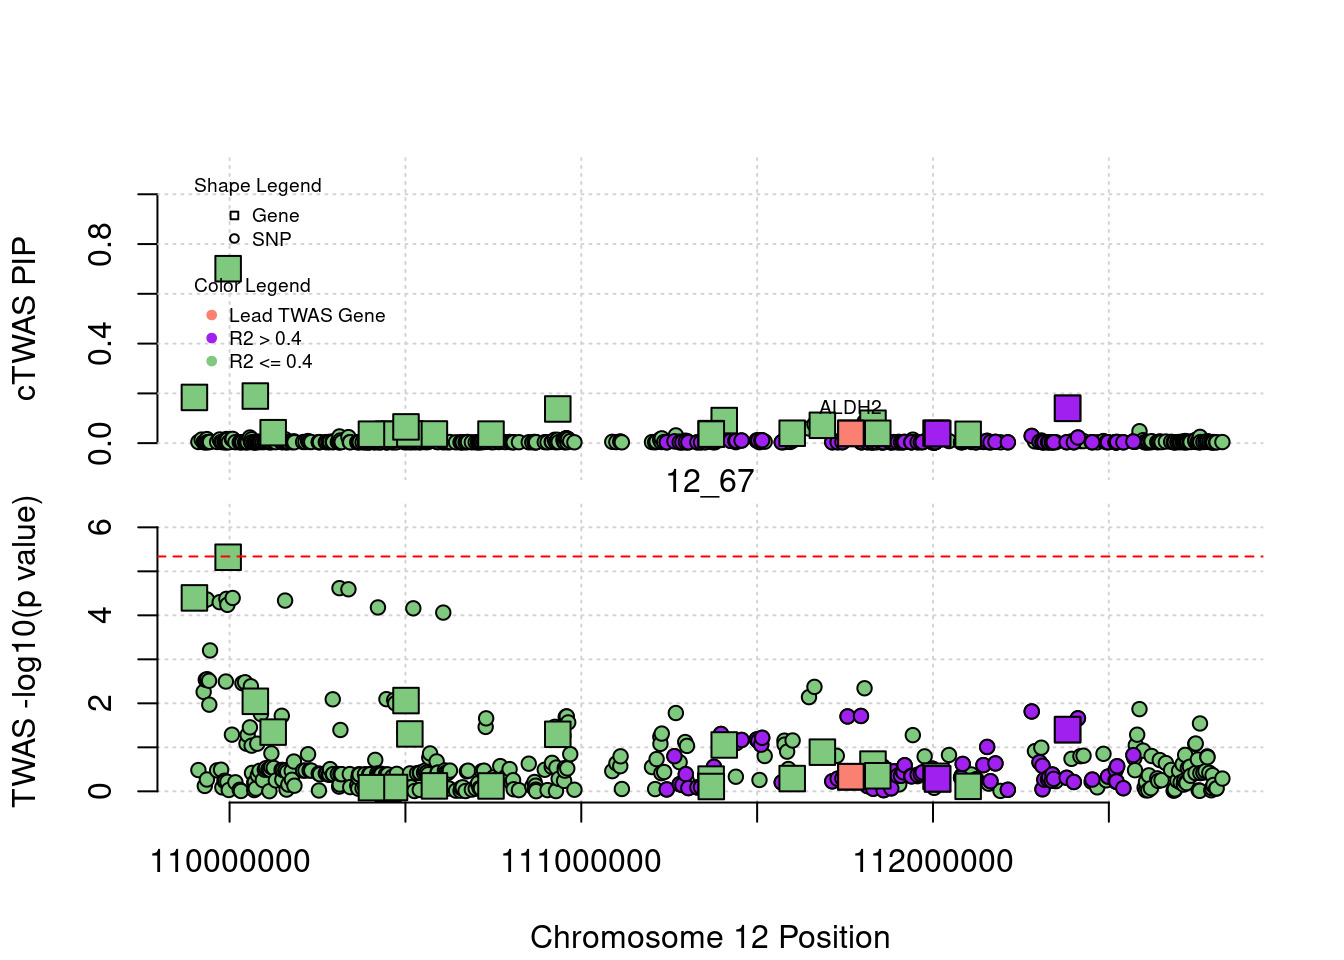 Shape Legend
Gene
SNP
Color Legend
Lead TWAS Gene
R2 > 0.4
R2 <= 0.4
cTWAS PIP
0.8
0.4
0.0
ALDH2
12_67
TWAS -log10(p value)
6
4
2
0
110000000 111000000 112000000
Chromosome 12 Position